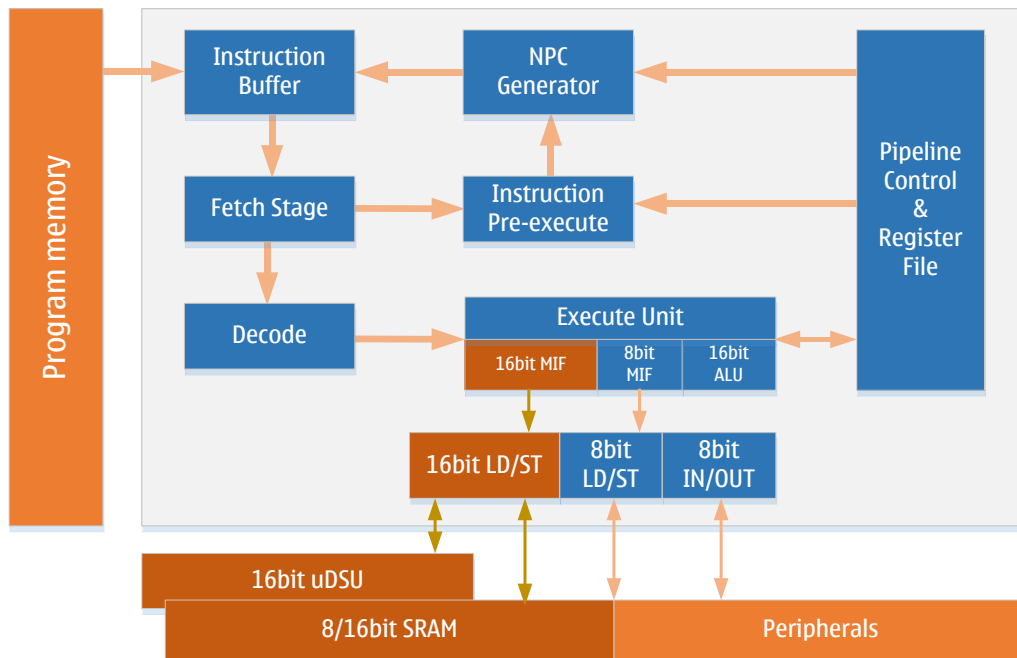 Program memory
Instruction
Buffer
NPC
Generator
Pipeline
Control
&
Register
File
Fetch Stage
Instruction
Pre-execute
Decode
Execute Unit
16bit MIF
8bit
MIF
16bit
ALU
16bit LD/ST
8bit
LD/ST
8bit
IN/OUT
16bit uDSU
8/16bit SRAM
Peripherals